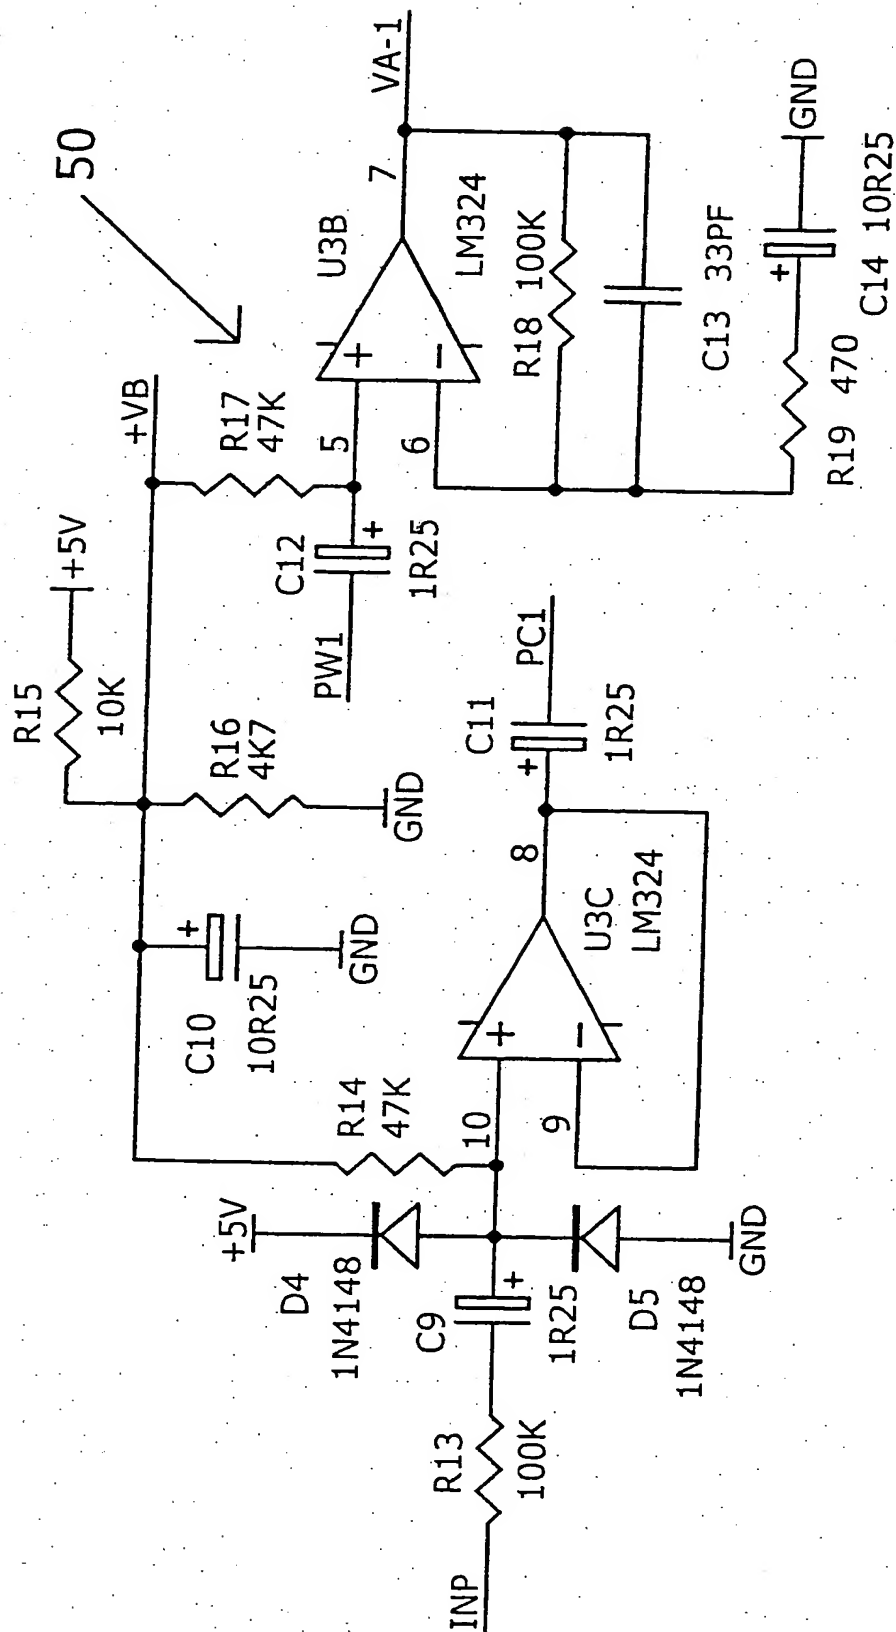 50
R15
10K
+5V
+VB
R16
4K7
GND
R17
47K
C10
10R25
GND
R14
47K
C12
1R25
PW1
5
6
U3B
LM324
7
VA-1
R18 100K
C13 33PF
R19 470
C14 10R25
GND
INP
R13
100K
C9
1R25
+5V
D4
1N4148
D5
1N4148
GND
10
9
U3C
LM324
8
C11
1R25
PC1
+
-
+
-
+
+
+
+
+